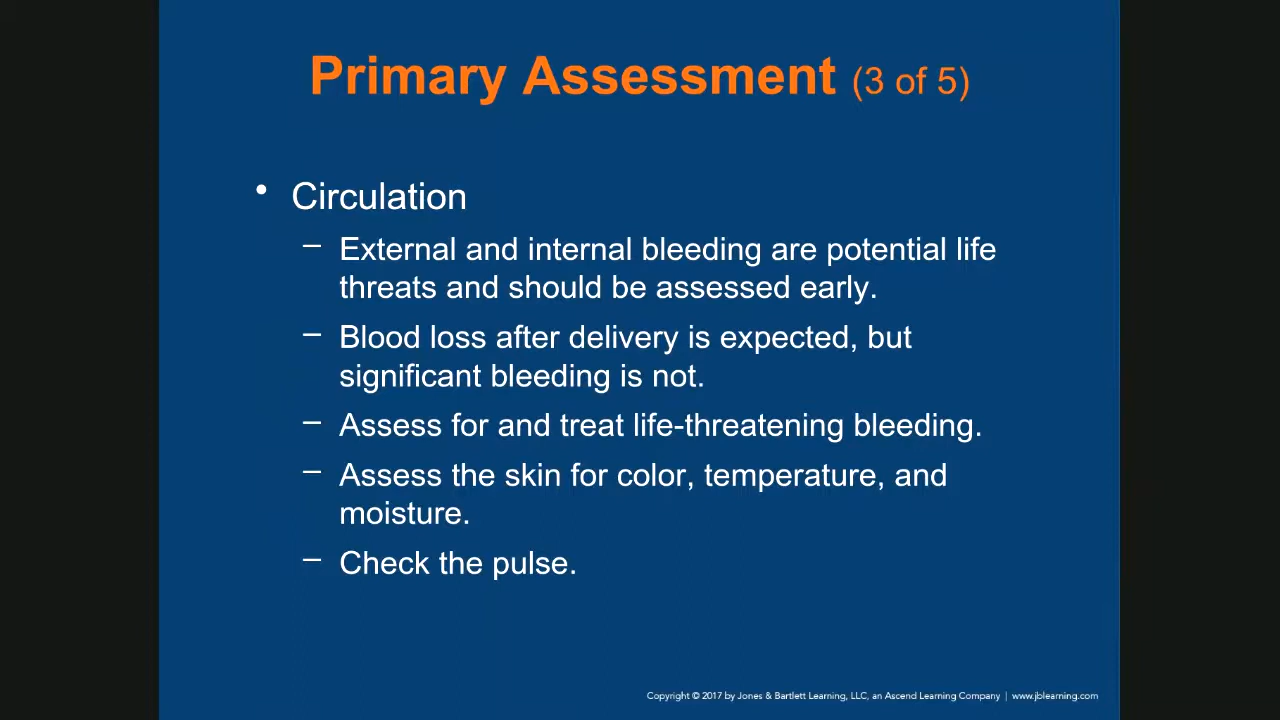 Primary Assessment (3 of 5)
• Circulation
– External and internal bleeding are potential life
threats and should be assessed early.
– Blood loss after delivery is expected, but
significant bleeding is not.
– Assess for and treat life-threatening bleeding.
– Assess the skin for color, temperature, and
moisture.
– Check the pulse.
Copyright © 2017 by Jones & Bartlett Learning, LLC, an Ascend Learning Company | www.jblearning.com